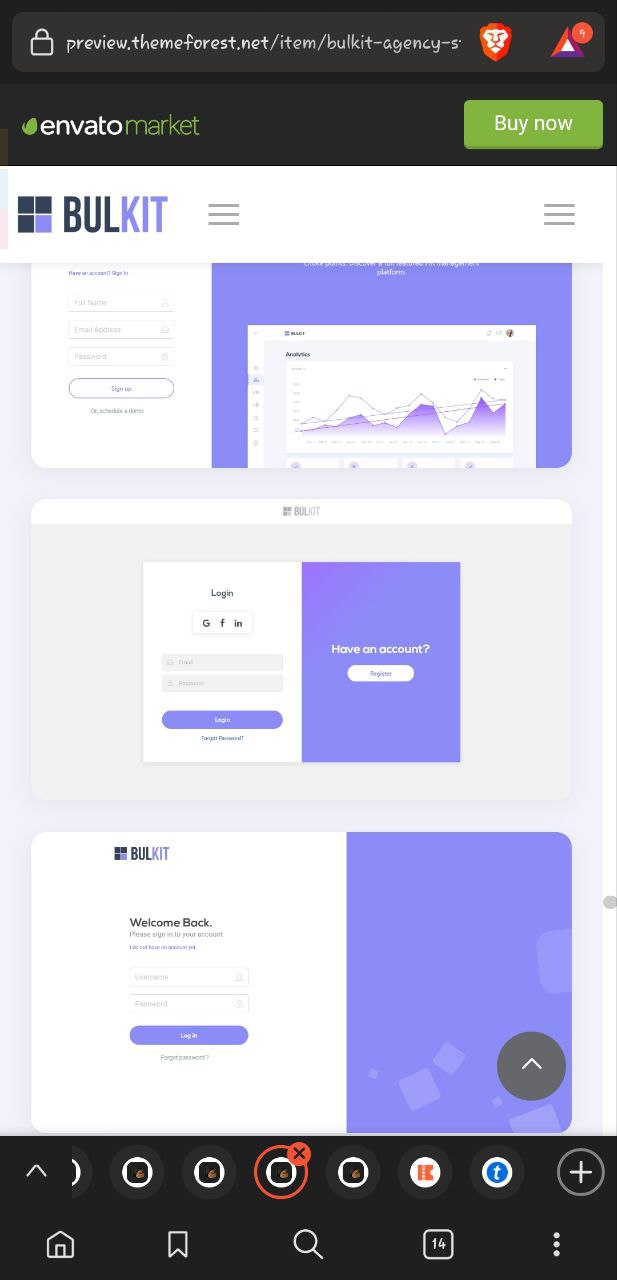 preview.themeforest.net/item/bulkit-agency-s
9
envato market
Buy now
BULKIT
platform.
Have an account? Sign In
Full Name
Email Address
Password
Sign up
Or, schedule a demo
BULKIT
Analytics
BULKIT
Login
G f in
Email
Password
Login
Forgot Password?
Have an account?
Register
BULKIT
Welcome Back.
Please sign in to your account
I do not have an account yet
Username
Password
Log in
Forgot password ?
14